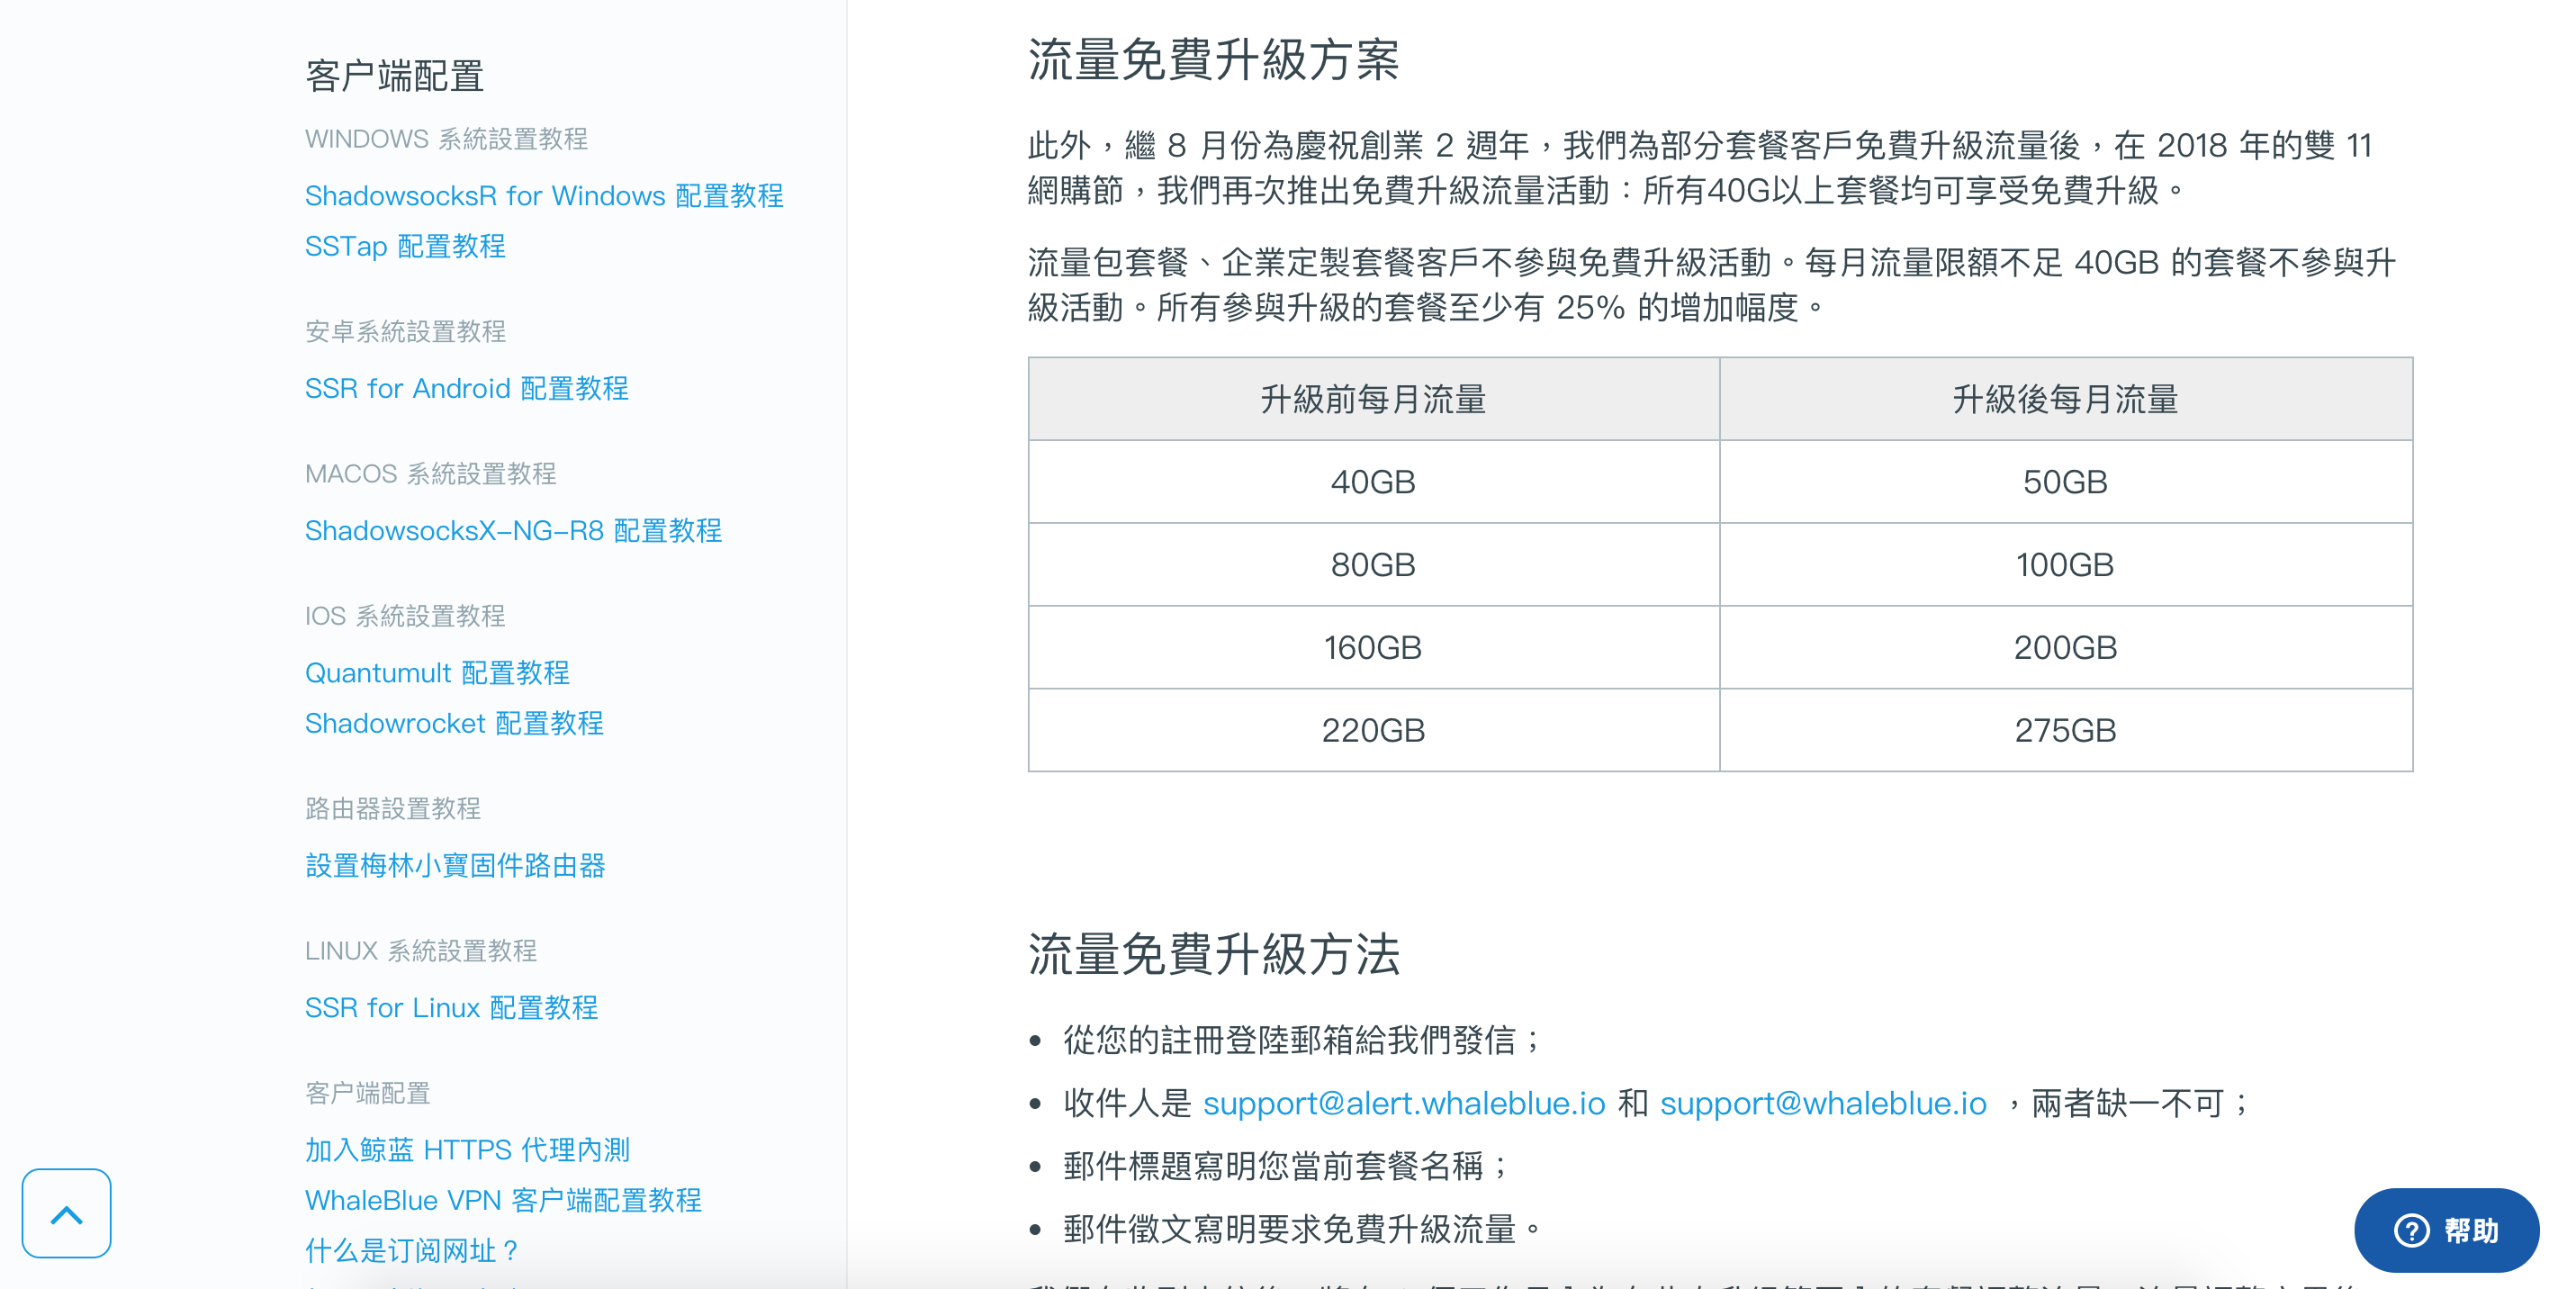 客户端配置
WINDOWS 系統設置教程
ShadowsocksR for Windows 配置教程
SSTap 配置教程
安卓系統設置教程
SSR for Android 配置教程
MACOS 系統設置教程
ShadowsocksX-NG-R8 配置教程
IOS 系統設置教程
Quantumult 配置教程
Shadowrocket 配置教程
路由器設置教程
設置梅林小寶固件路由器
LINUX 系統設置教程
SSR for Linux 配置教程
客户端配置
加入鲸蓝 HTTPS 代理內測
WhaleBlue VPN 客户端配置教程
什么是订阅网址？
流量免費升級方案
此外，繼 8 月份為慶祝創業 2 週年，我們為部分套餐客戶免費升級流量後，在 2018 年的雙 11
網購節，我們再次推出免費升級流量活動：所有40G以上套餐均可享受免費升級。
流量包套餐、企業定製套餐客戶不參與免費升級活動。每月流量限額不足 40GB 的套餐不參與升
級活動。所有參與升級的套餐至少有 25% 的增加幅度。
升級前每月流量 升級後每月流量
40GB 50GB
80GB 100GB
160GB 200GB
220GB 275GB
流量免費升級方法
從您的註冊登陸郵箱給我們發信；
收件人是 support@alert.whaleblue.io 和 support@whaleblue.io ，兩者缺一不可；
郵件標題寫明您當前套餐名稱；
郵件徵文寫明要求免費升級流量。
帮助